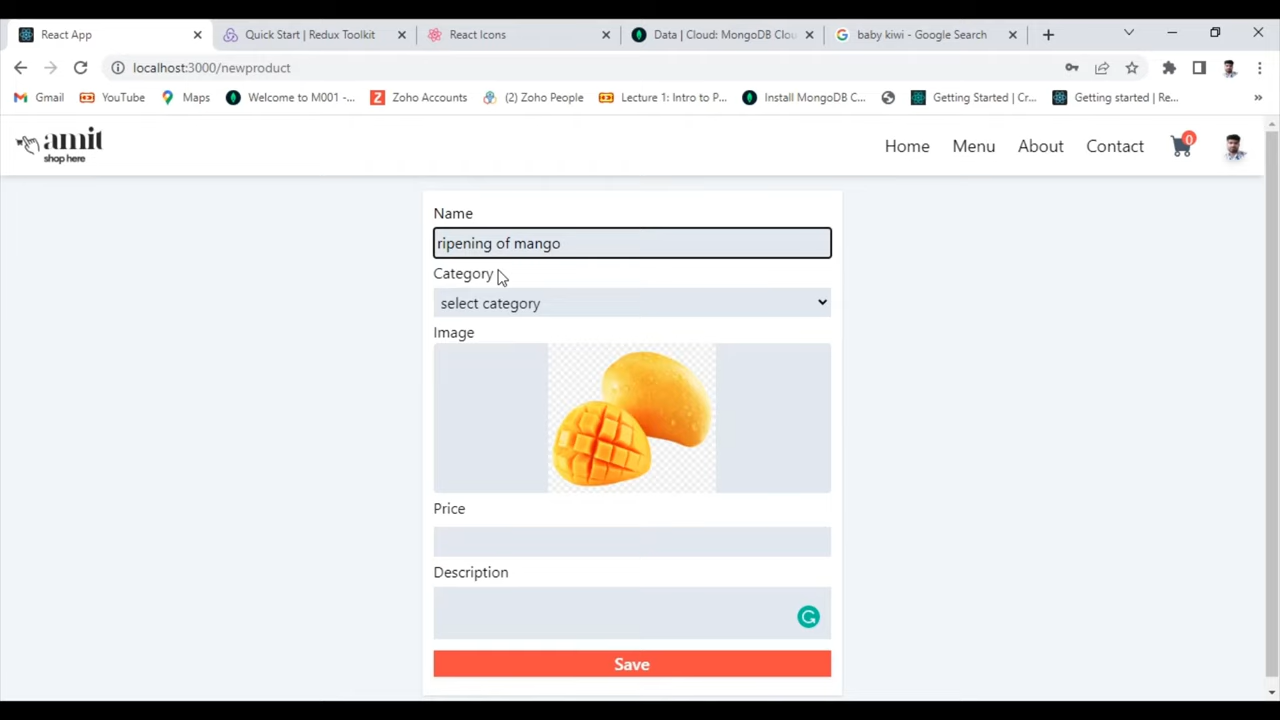 React App
Quick Start | Redux Toolkit
React Icons
Data | Cloud: MongoDB Clou
baby kiwi - Google Search
localhost:3000/newproduct
Gmail
YouTube
Maps
Welcome to M001 -...
Zoho Accounts
(2) Zoho People
Lecture 1: Intro to P...
Install MongoDB C...
Getting Started | Cr...
Getting started | Re...
amit
shop here
Home
Menu
About
Contact
0
Name
ripening of mango
Category
select category
Image
Price
Description
Save